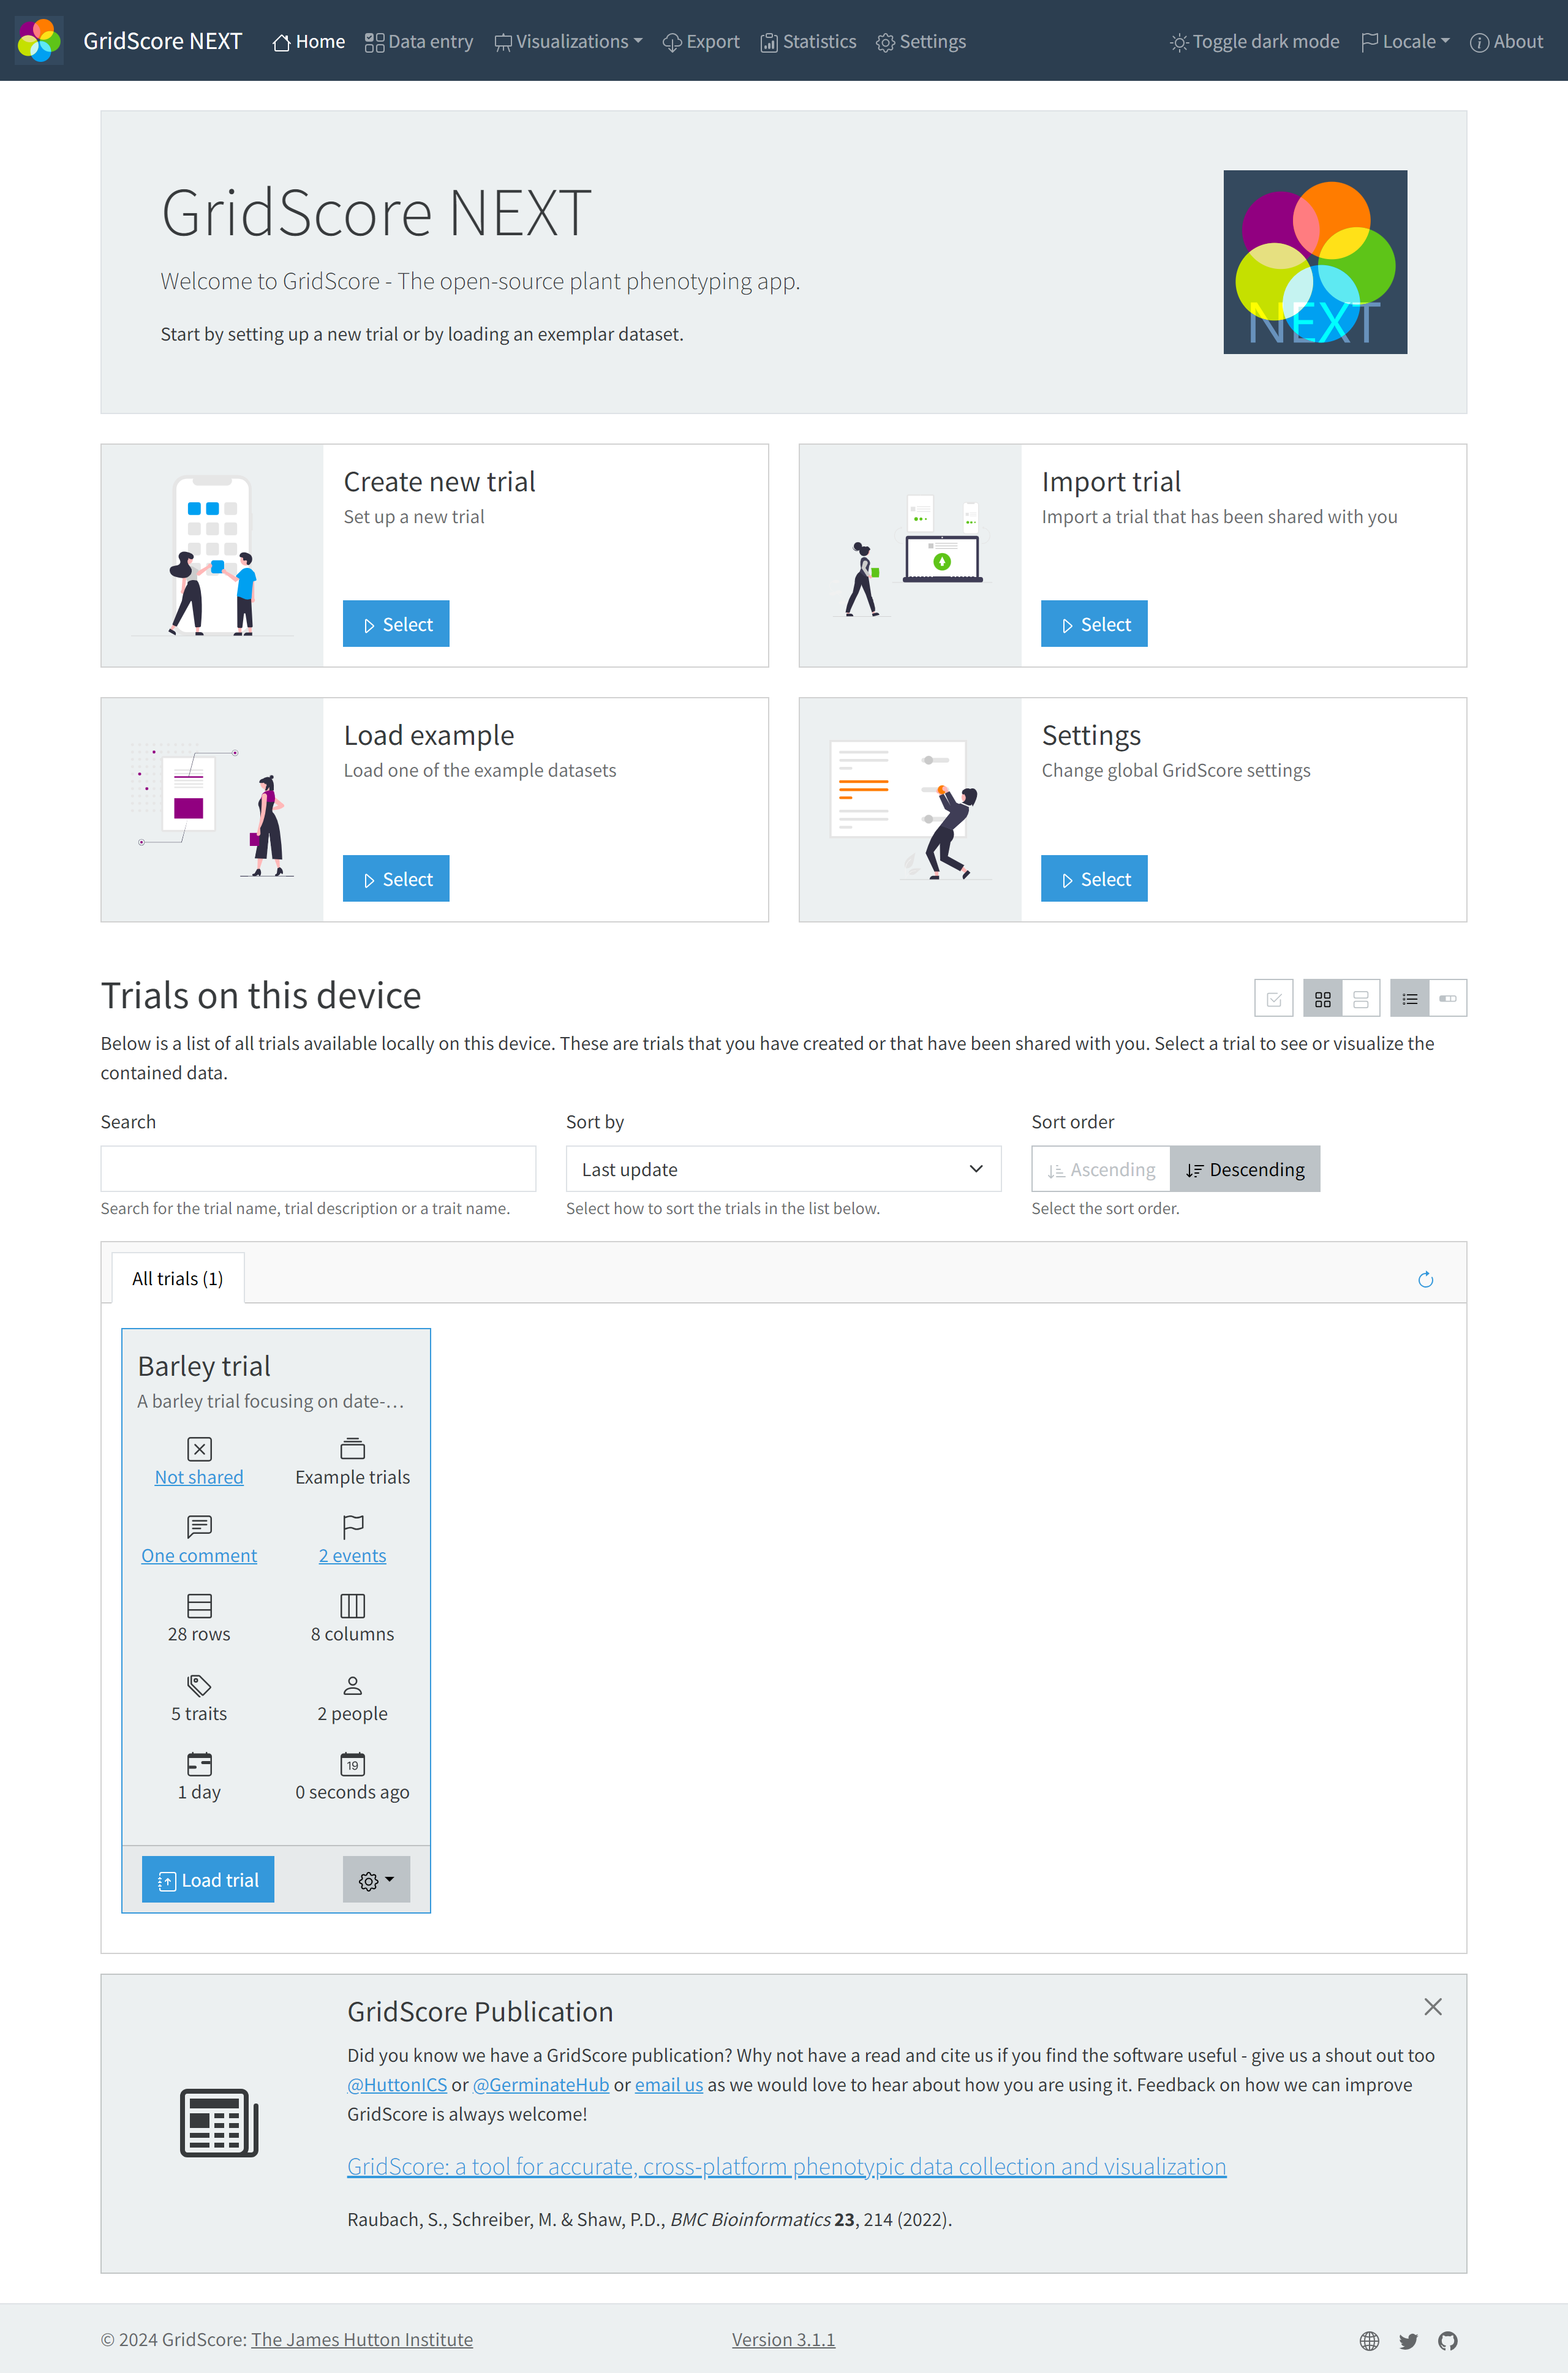 GridScore NEXT Home Data entry Visualizations Export Statistics Settings Toggle dark mode Locale About
GridScore NEXT
Welcome to GridScore - The open-source plant phenotyping app.
Start by setting up a new trial or by loading an exemplar dataset.
NEXT
Create new trial
Set up a new trial
Select
Import trial
Import a trial that has been shared with you
Select
Load example
Load one of the example datasets
Select
Settings
Change global GridScore settings
Select
Trials on this device
Below is a list of all trials available locally on this device. These are trials that you have created or that have been shared with you. Select a trial to see or visualize the
contained data.
Search
Search for the trial name, trial description or a trait name.
Sort by
Last update
Select how to sort the trials in the list below.
Sort order
Ascending Descending
Select the sort order.
All trials (1)
Barley trial
A barley trial focusing on date-…
Not shared Example trials
One comment 2 events
28 rows 8 columns
5 traits 2 people
19
1 day 0 seconds ago
Load trial
GridScore Publication
Did you know we have a GridScore publication? Why not have a read and cite us if you find the software useful - give us a shout out too
@HuttonICS or @GerminateHub or email us as we would love to hear about how you are using it. Feedback on how we can improve
GridScore is always welcome!
GridScore: a tool for accurate, cross-platform phenotypic data collection and visualization
Raubach, S., Schreiber, M. & Shaw, P.D., BMC Bioinformatics 23, 214 (2022).
© 2024 GridScore: The James Hutton Institute Version 3.1.1